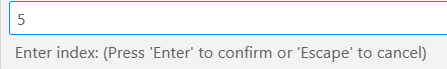 5
Enter index: (Press 'Enter' to confirm or 'Escape' to cancel)